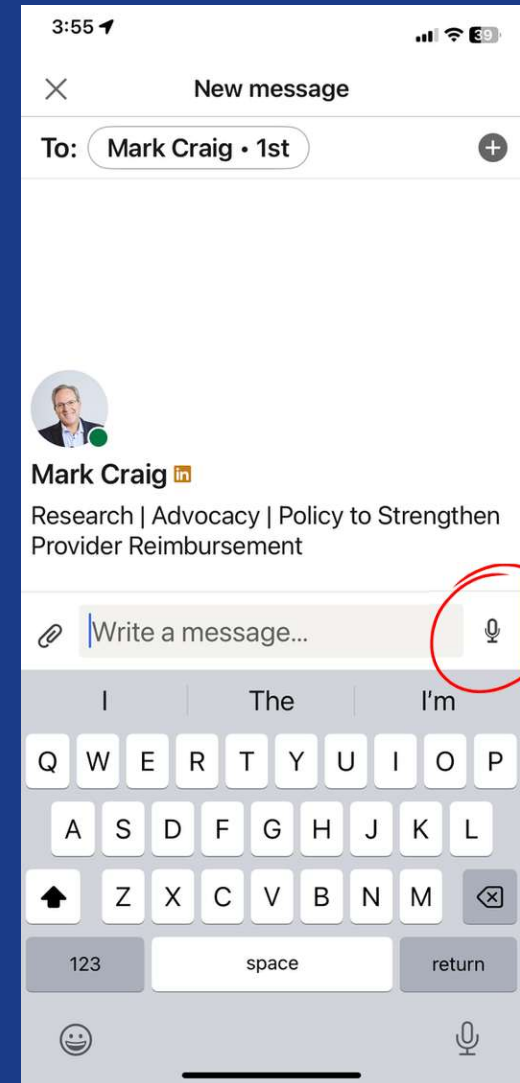 3:55
39
New message
To: Mark Craig • 1st
Mark Craig in
Research | Advocacy | Policy to Strengthen
Provider Reimbursement
Write a message...
I The I'm
Q W E R T Y U I O P
A S D F G H J K L
Z X C V B N M
123 space return